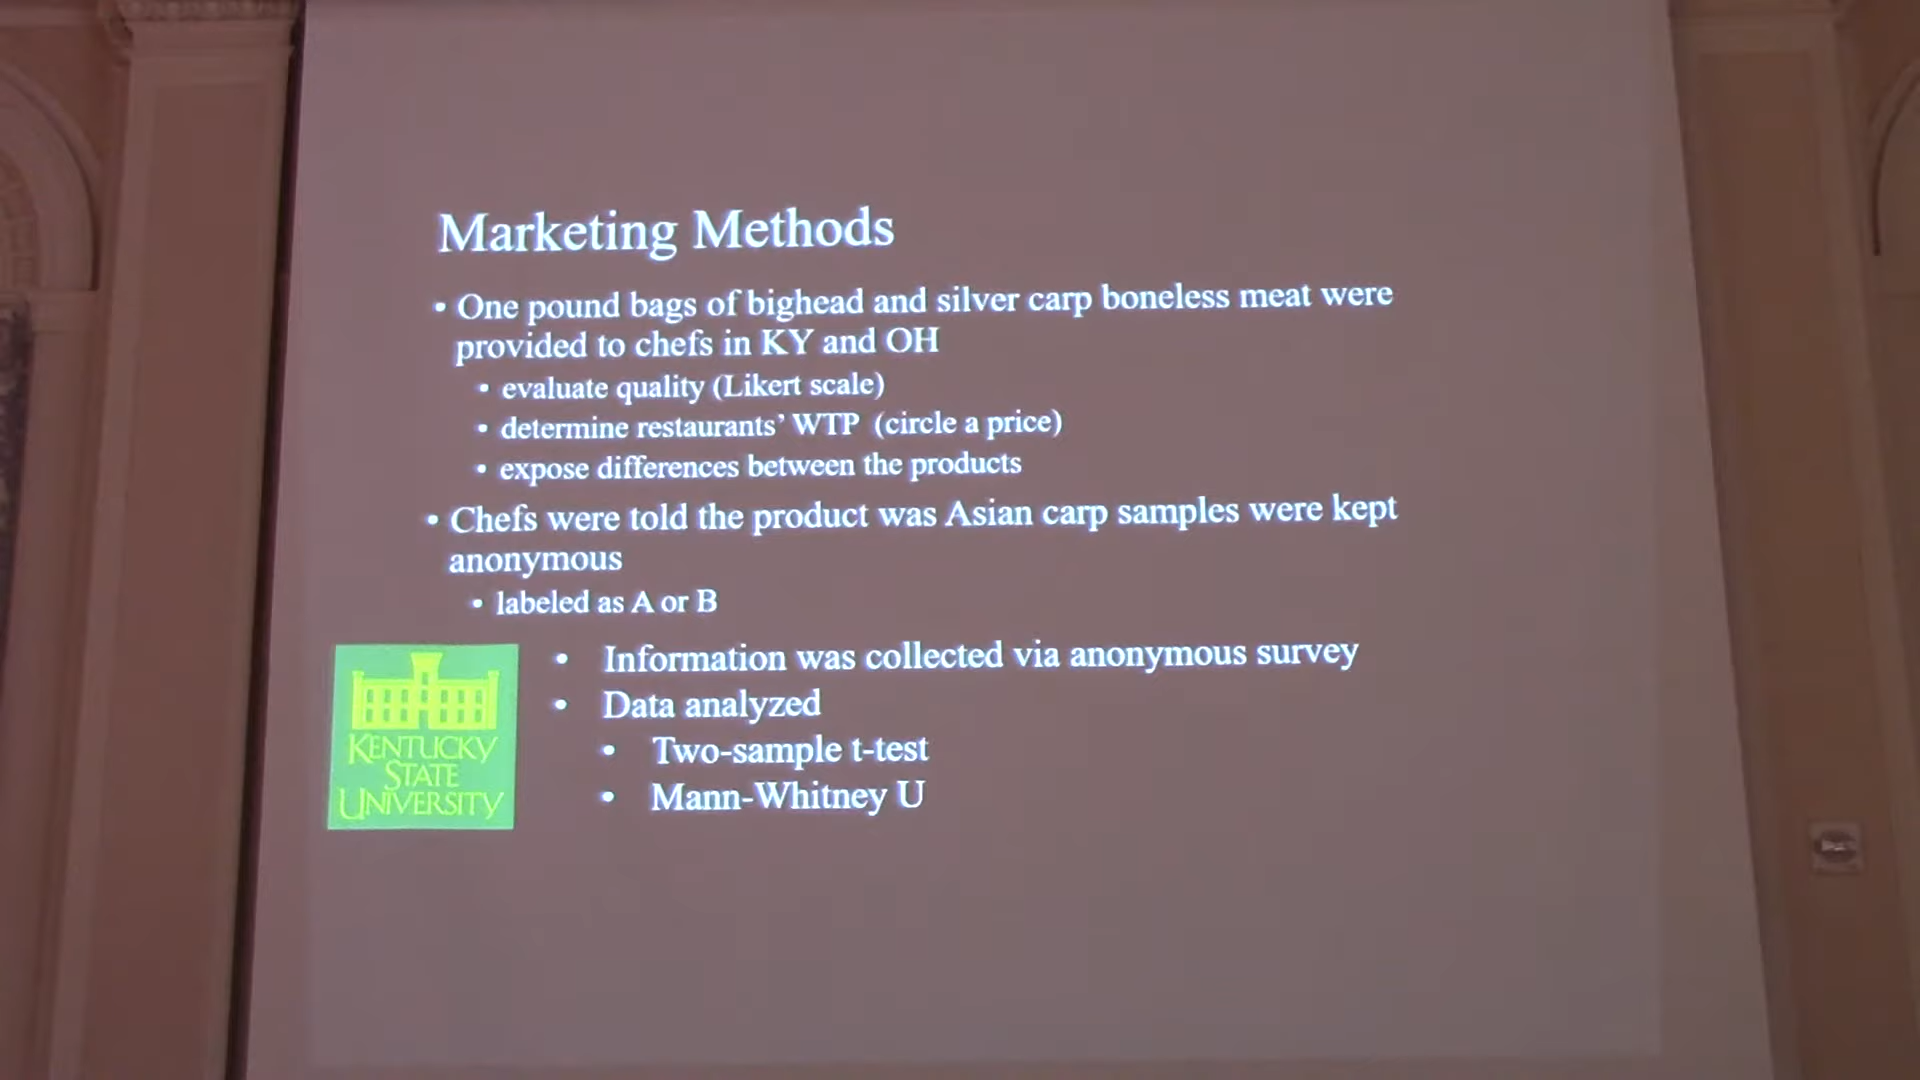 Marketing Methods
• One pound bags of bighead and silver carp boneless meat were
provided to chefs in KY and OH
• evaluate quality (Likert scale)
• determine restaurants' WTP (circle a price)
• expose differences between the products
• Chefs were told the product was Asian carp samples were kept
anonymous
• labeled as A or B
• Information was collected via anonymous survey
• Data analyzed
• Two-sample t-test
• Mann-Whitney U
KENTUCKY
STATE
UNIVERSITY